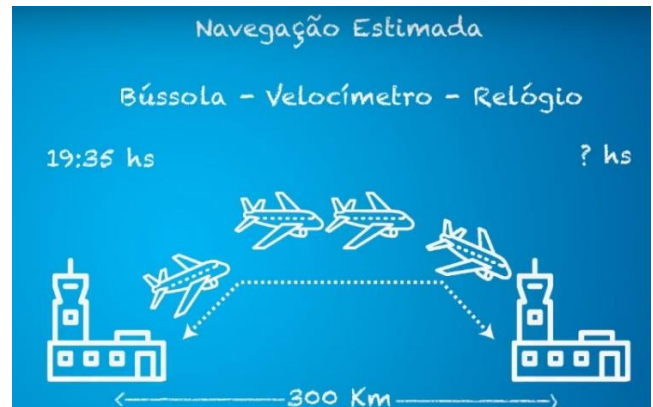 Navegação Estimada
Bússola - Velocímetro - Relógio
19:35 hs
? hs
300 Km